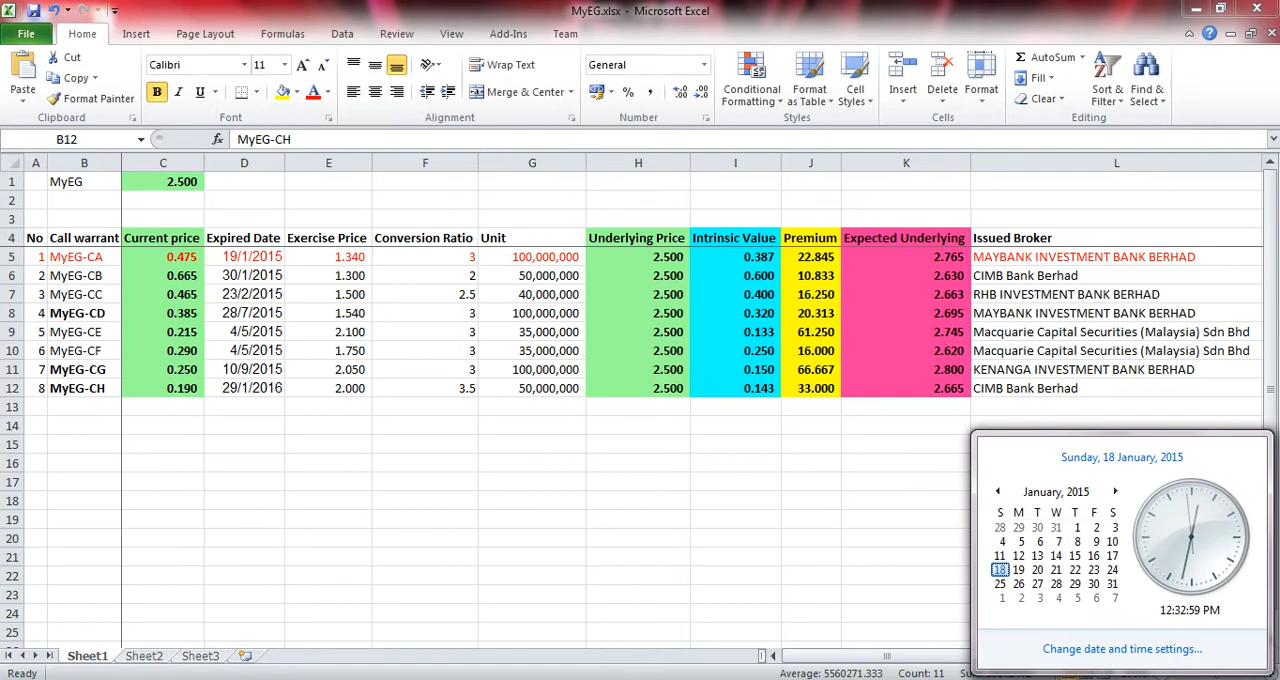 MyEG.xlsx - Microsoft Excel
File Home Insert Page Layout Formulas Data Review View Add-Ins Team
Paste
Cut
Copy
Format Painter
Clipboard
Calibri 11
B I U
Font
Wrap Text
Merge & Center
Alignment
General
Number
Conditional Formatting
Format as Table
Cell Styles
Styles
Insert Delete Format
Cells
AutoSum
Fill
Clear
Sort & Filter
Find & Select
Editing
B12 fx MyEG-CH
A B C D E F G H I J K L
1 MyEG 2.500
2
3
4 No Call warrant Current price Expired Date Exercise Price Conversion Ratio Unit Underlying Price Intrinsic Value Premium Expected Underlying Issued Broker
5 1 MyEG-CA 0.475 19/1/2015 1.340 3 100,000,000 2.500 0.387 22.845 2.765 MAYBANK INVESTMENT BANK BERHAD
6 2 MyEG-CB 0.665 30/1/2015 1.300 2 50,000,000 2.500 0.600 10.833 2.630 CIMB Bank Berhad
7 3 MyEG-CC 0.465 23/2/2015 1.500 2.5 40,000,000 2.500 0.400 16.250 2.663 RHB INVESTMENT BANK BERHAD
8 4 MyEG-CD 0.385 28/7/2015 1.540 3 100,000,000 2.500 0.320 20.313 2.695 MAYBANK INVESTMENT BANK BERHAD
9 5 MyEG-CE 0.215 4/5/2015 2.100 3 35,000,000 2.500 0.133 61.250 2.745 Macquarie Capital Securities (Malaysia) Sdn Bhd
10 6 MyEG-CF 0.290 4/5/2015 1.750 3 35,000,000 2.500 0.250 16.000 2.620 Macquarie Capital Securities (Malaysia) Sdn Bhd
11 7 MyEG-CG 0.250 10/9/2015 2.050 3 100,000,000 2.500 0.150 66.667 2.800 KENANGA INVESTMENT BANK BERHAD
12 8 MyEG-CH 0.190 29/1/2016 2.000 3.5 50,000,000 2.500 0.143 33.000 2.665 CIMB Bank Berhad
13
14
15
16
17
18
19
20
21
22
23
24
25
Sunday, 18 January, 2015
January, 2015
S M T W T F S
28 29 30 31 1 2 3
4 5 6 7 8 9 10
11 12 13 14 15 16 17
18 19 20 21 22 23 24
25 26 27 28 29 30 31
1 2 3 4 5 6 7
12:32:59 PM
Change date and time settings...
Sheet1 Sheet2 Sheet3
Ready Average: 5560271.333 Count: 11